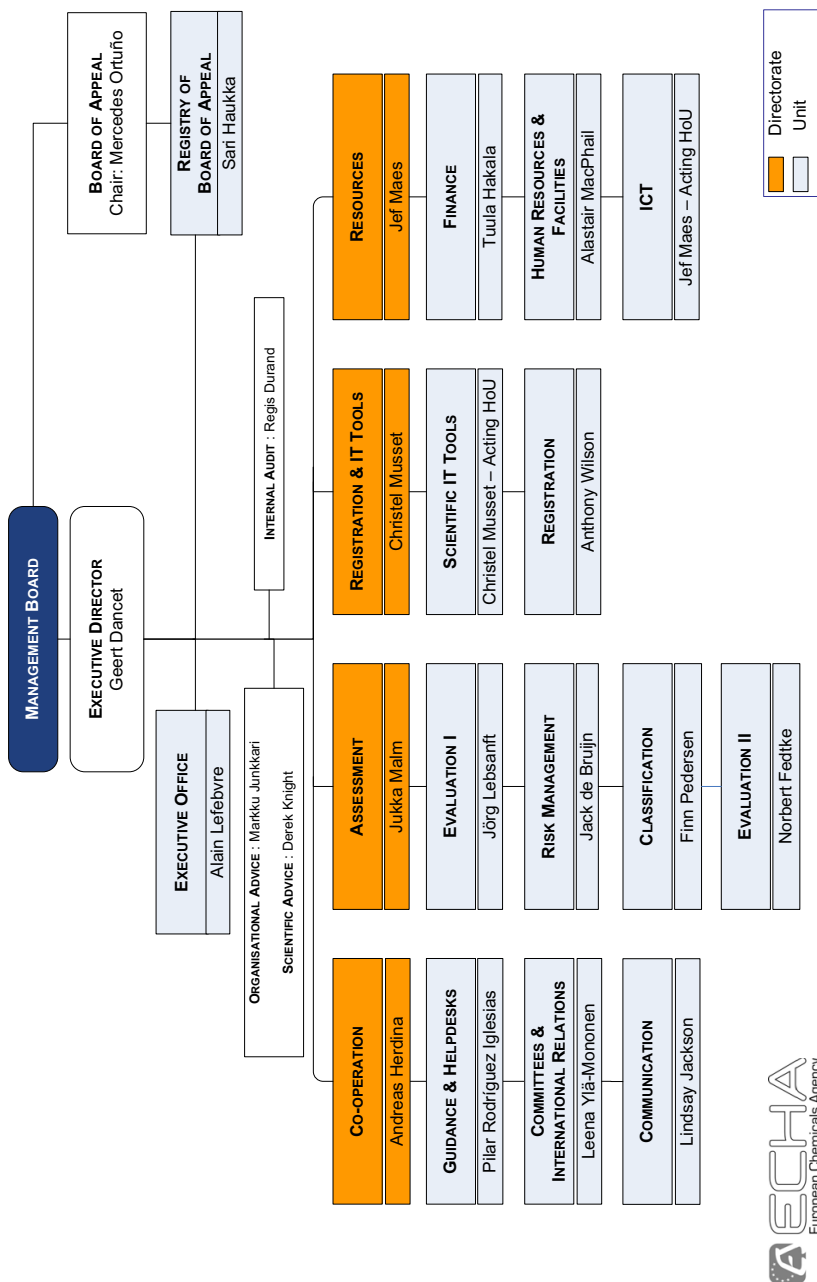 MANAGEMENT BOARD
EXECUTIVE DIRECTOR
Geert Dancet
BOARD OF APPEAL
Chair: Mercedes Ortuño
REGISTRY OF
BOARD OF APPEAL
Sari Haukka
EXECUTIVE OFFICE
Alain Lefebvre
ORGANISATIONAL ADVICE : Markku Junkkari
SCIENTIFIC ADVICE : Derek Knight
INTERNAL AUDIT : Regis Durand
CO-OPERATION
Andreas Herdina
GUIDANCE & HELPDESKS
Pilar Rodríguez Iglesias
COMMITTEES &
INTERNATIONAL RELATIONS
Leena Ylä-Mononen
COMMUNICATION
Lindsay Jackson
ASSESSMENT
Jukka Malm
EVALUATION I
Jörg Lebsanft
RISK MANAGEMENT
Jack de Bruijn
CLASSIFICATION
Finn Pedersen
EVALUATION II
Norbert Fedtke
REGISTRATION & IT TOOLS
Christel Musset
SCIENTIFIC IT TOOLS
Christel Musset – Acting HoU
REGISTRATION
Anthony Wilson
RESOURCES
Jef Maes
FINANCE
Tuula Hakala
HUMAN RESOURCES &
FACILITIES
Alastair MacPhail
ICT
Jef Maes – Acting HoU
ECHA
European Chemicals Agency
Directorate
Unit